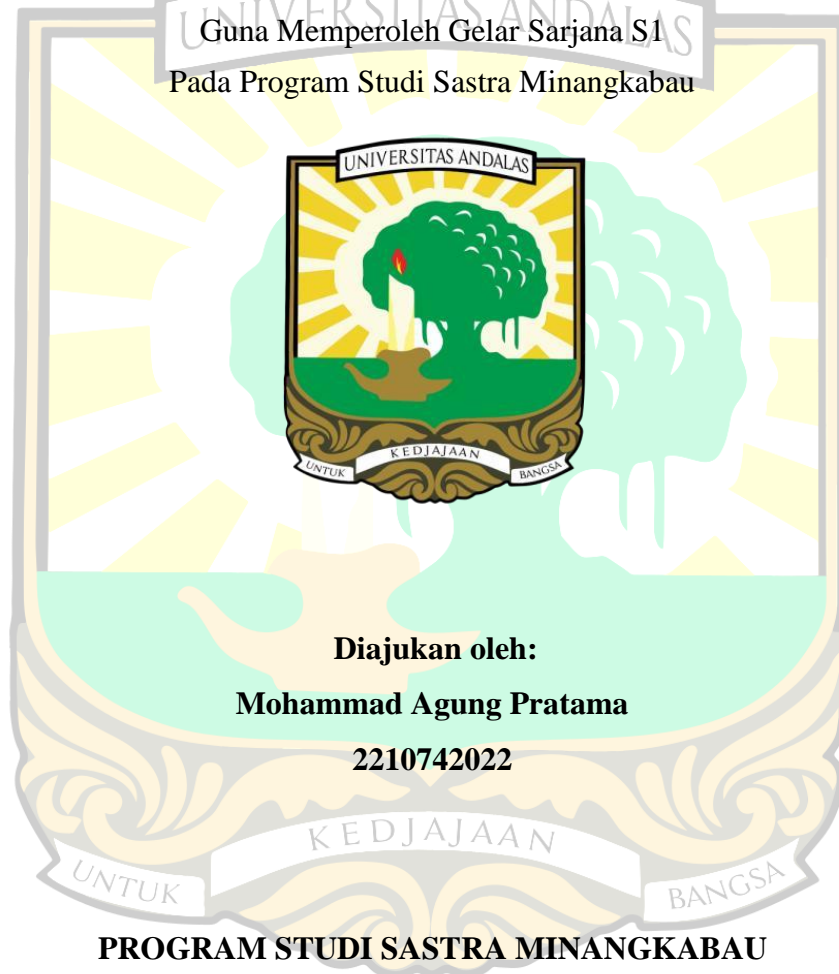 UNIVERSITAS ANDALAS
Guna Memperoleh Gelar Sarjana S1
Pada Program Studi Sastra Minangkabau
UNIVERSITAS ANDALAS
UNTUK KEDJAJAAN BANGSA
Diajukan oleh:
Mohammad Agung Pratama
2210742022
UNTUK KEDJAJAAN BANGSA
PROGRAM STUDI SASTRA MINANGKABAU